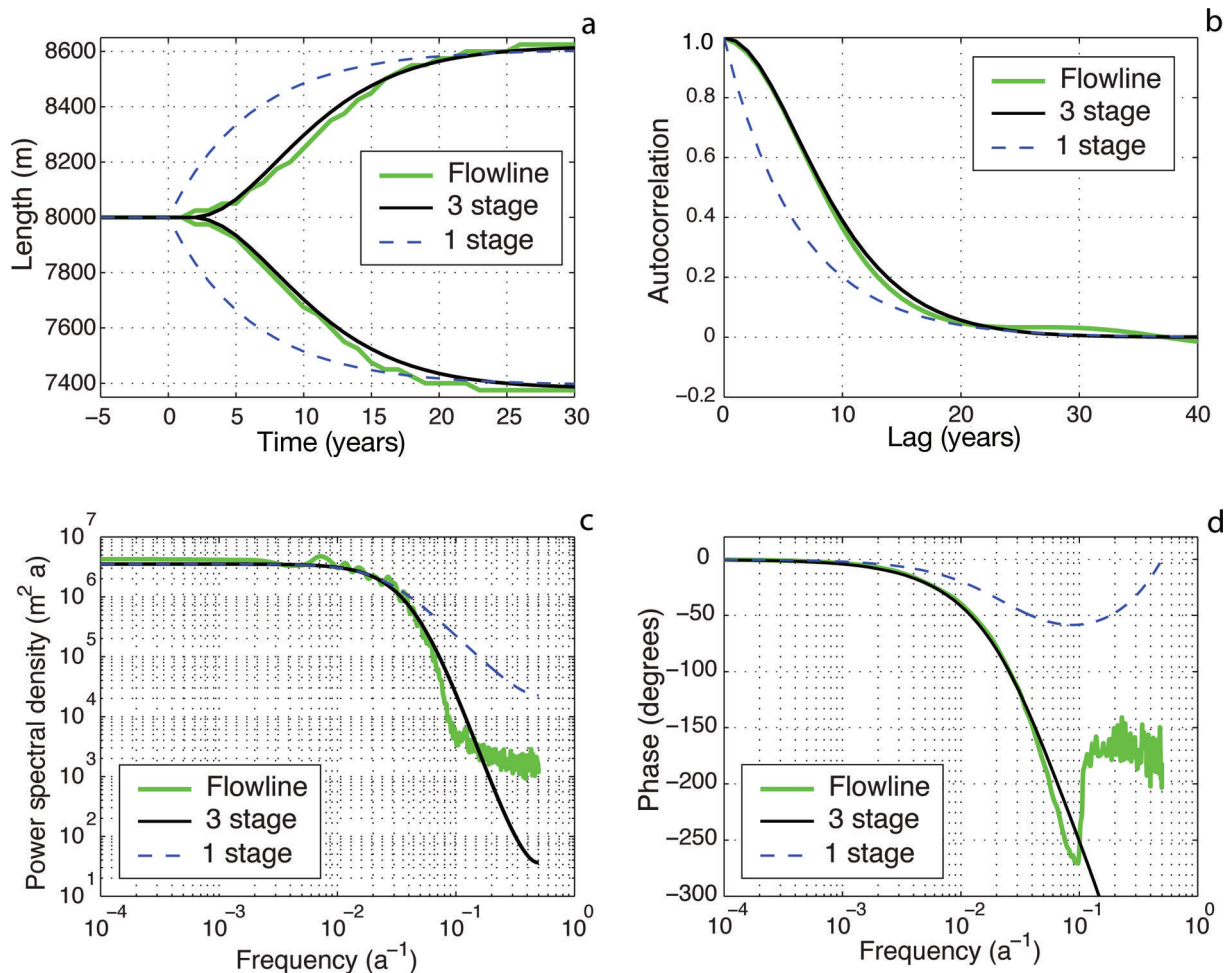 a
Length (m)
8600
8400
8200
8000
7800
7600
7400
−5 0 5 10 15 20 25 30
Time (years)
Flowline
3 stage
1 stage
b
Autocorrelation
1.0
0.8
0.6
0.4
0.2
0
−0.2
0 10 20 30 40
Lag (years)
Flowline
3 stage
1 stage
c
Power spectral density (m² a)
10⁷
10⁶
10⁵
10⁴
10³
10²
10¹
10⁻⁴ 10⁻³ 10⁻² 10⁻¹ 10⁰
Frequency (a⁻¹)
Flowline
3 stage
1 stage
d
Phase (degrees)
0
−50
−100
−150
−200
−250
−300
10⁻⁴ 10⁻³ 10⁻² 10⁻¹ 10⁰
Frequency (a⁻¹)
Flowline
3 stage
1 stage